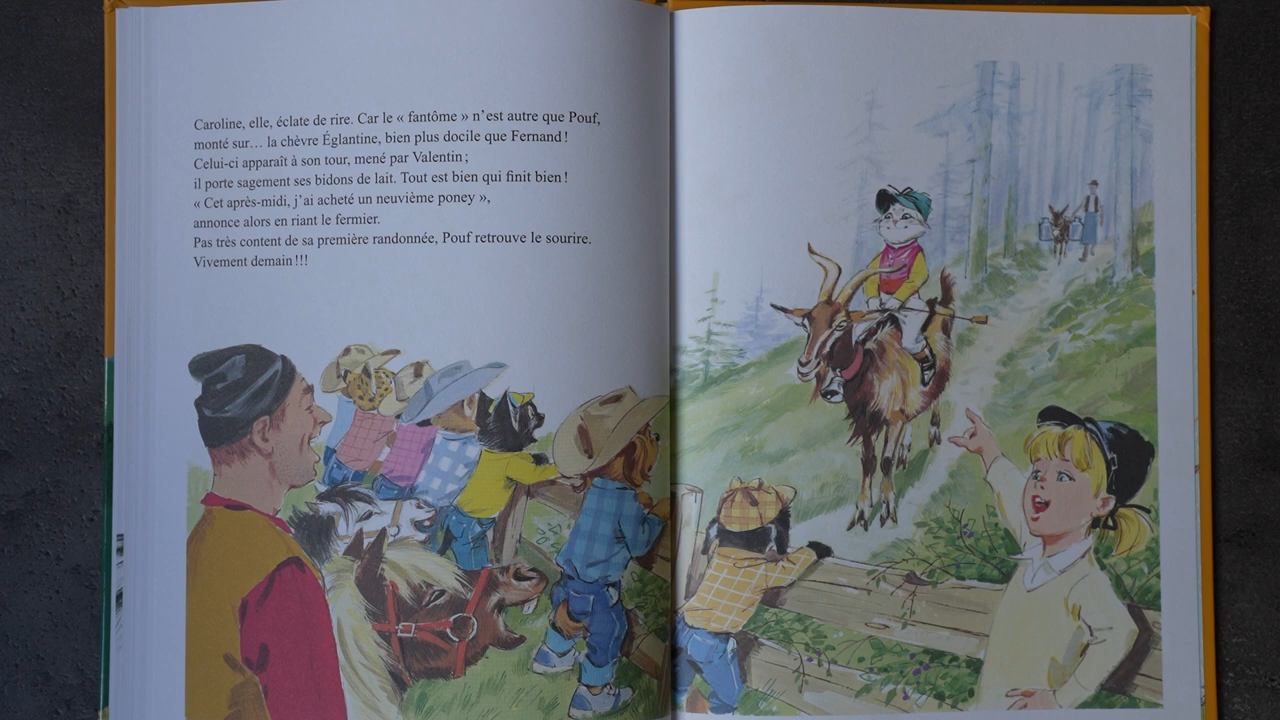 Caroline, elle, éclate de rire. Car le « fantôme » n'est autre que Pouf,
monté sur… la chèvre Églantine, bien plus docile que Fernand !
Celui-ci apparaît à son tour, mené par Valentin ;
il porte sagement ses bidons de lait. Tout est bien qui finit bien !
« Cet après-midi, j'ai acheté un neuvième poney »,
annonce alors en riant le fermier.
Pas très content de sa première randonnée, Pouf retrouve le sourire.
Vivement demain !!!